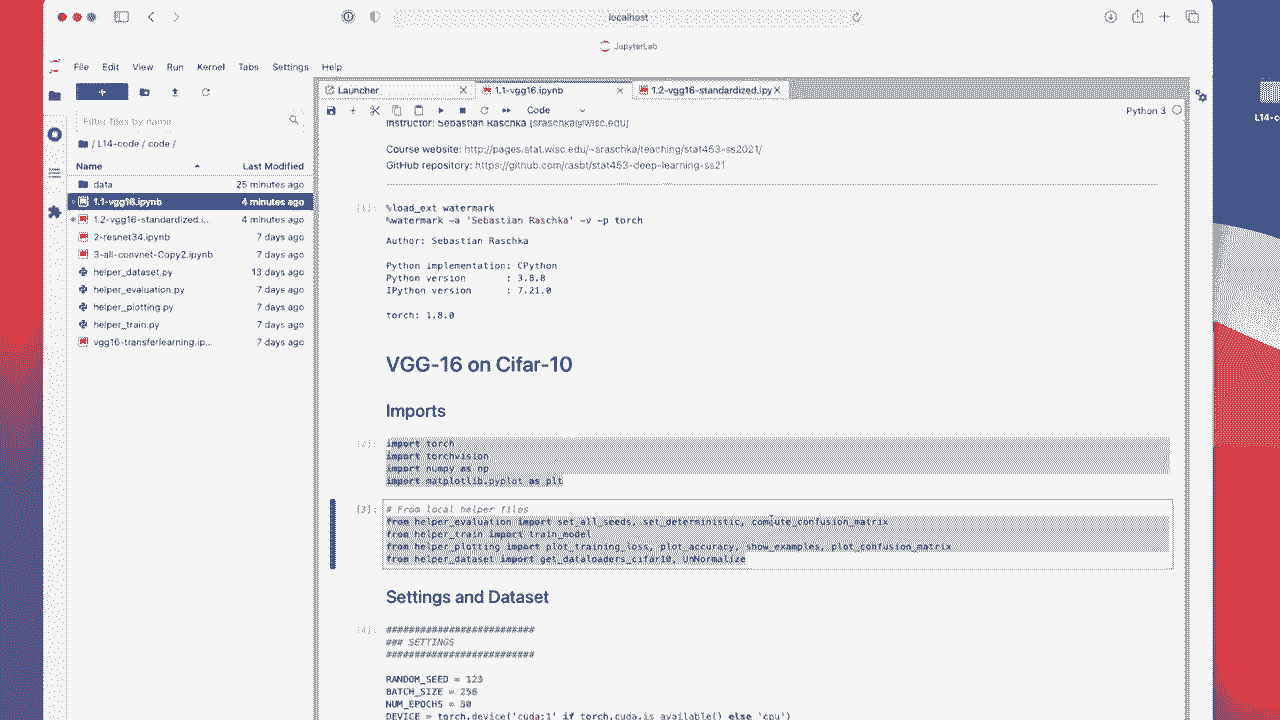 localhost
JupyterLab
File Edit View Run Kernel Tabs Settings Help
Launcher
1.1-vgg16.ipynb
1.2-vgg16-standardized.ipy
Code
Python 3
Filter files by name
/ L14-code / code /
Name Last Modified
data 25 minutes ago
1.1-vgg16.ipynb 4 minutes ago
1.2-vgg16-standardized.i... 4 minutes ago
2-resnet34.ipynb 7 days ago
3-all-convnet-Copy2.ipynb 7 days ago
helper_dataset.py 13 days ago
helper_evaluation.py 7 days ago
helper_plotting.py 7 days ago
helper_train.py 7 days ago
vgg16-transferlearning.ip... 7 days ago
Instructor: Sebastian Raschka (sraschka@wisc.edu)
Course website: http://pages.stat.wisc.edu/~sraschka/teaching/stat453-ss2021/
GitHub repository: https://github.com/rasbt/stat453-deep-learning-ss21
[1]: %load_ext watermark
%watermark -a 'Sebastian Raschka' -v -p torch
Author: Sebastian Raschka
Python implementation: CPython
Python version : 3.8.8
IPython version : 7.21.0
torch: 1.8.0
VGG-16 on Cifar-10
Imports
[2]: import torch
import torchvision
import numpy as np
import matplotlib.pyplot as plt
[3]: # From local helper files
from helper_evaluation import set_all_seeds, ute_confusion_matrix
from helper_train import train_model
from helper_plotting import plot_training_loss, show_examples, plot_confusion_matrix
from helper_dataset import get_dataloaders_cifar10, UnNormalize
Settings and Dataset
[4]: ##########################
### SETTINGS
##########################
RANDOM_SEED = 123
BATCH_SIZE = 256
NUM_EPOCHS = 50
DEVICE = torch.device('cuda:1' if torch.cuda.is_available() else 'cpu')